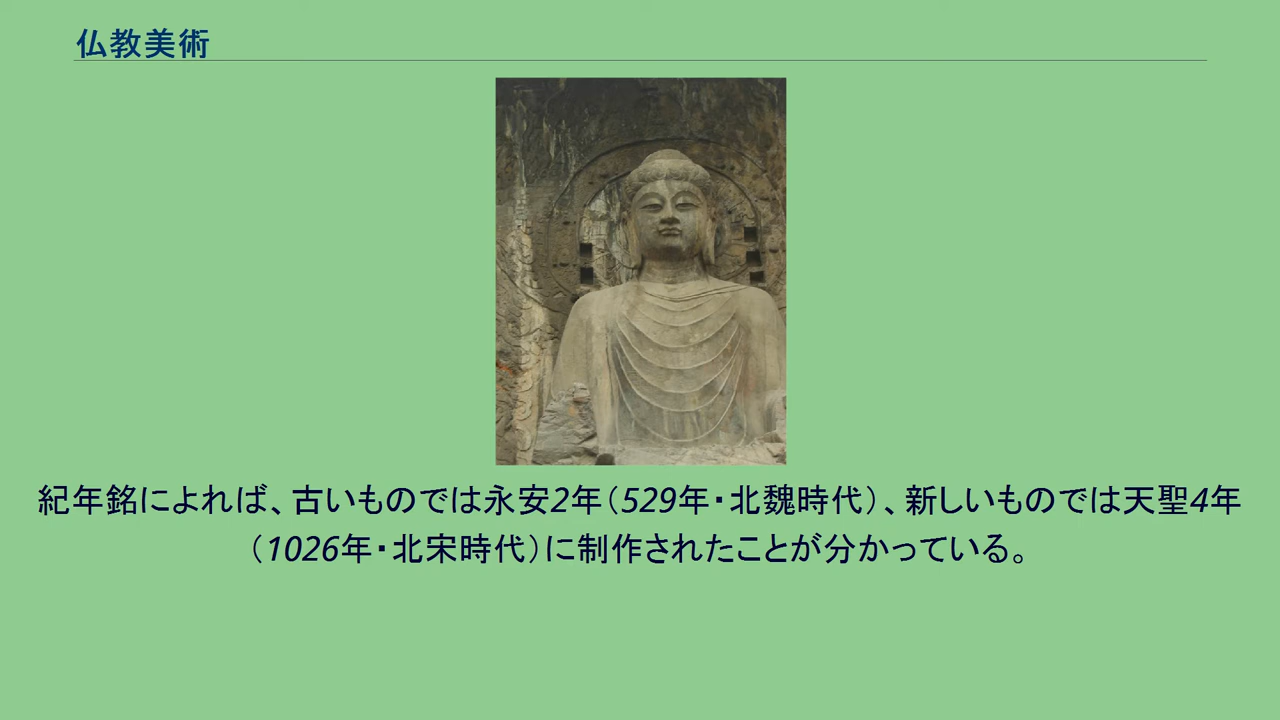 仏教美術
紀年銘によれば、古いものでは永安2年（529年・北魏時代）、新しいものでは天聖4年
（1026年・北宋時代）に制作されたことが分かっている。